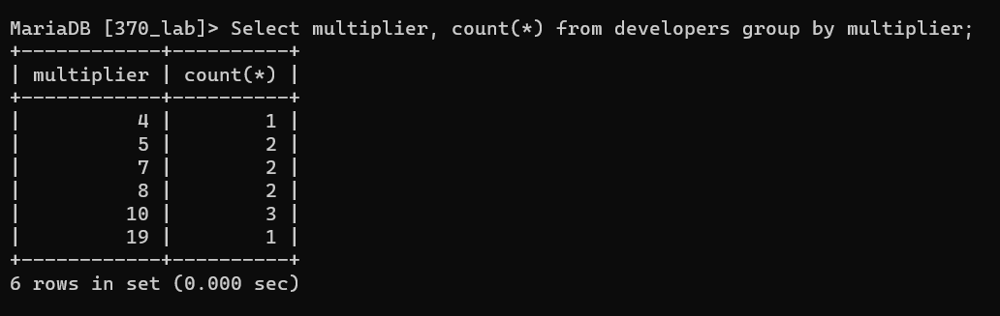 MariaDB [370_lab]> Select multiplier, count(*) from developers group by multiplier;
+------------+----------+
| multiplier | count(*) |
+------------+----------+
|          4 |        1 |
|          5 |        2 |
|          7 |        2 |
|          8 |        2 |
|         10 |        3 |
|         19 |        1 |
+------------+----------+
6 rows in set (0.000 sec)